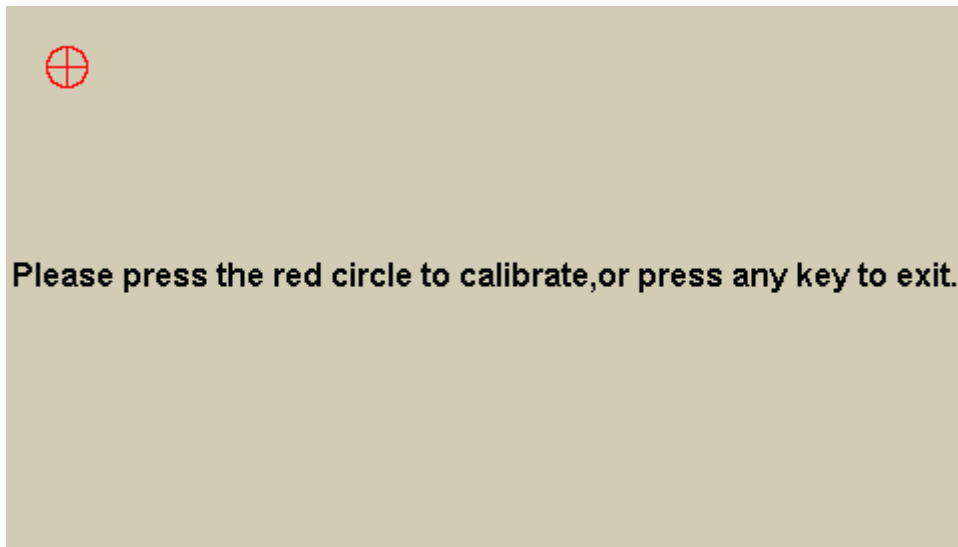 Please press the red circle to calibrate,or press any key to exit.